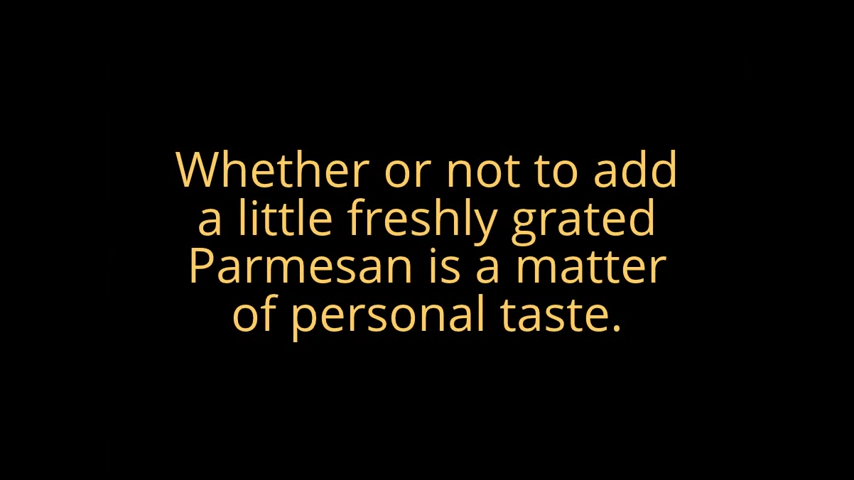 Whether or not to add
a little freshly grated
Parmesan is a matter
of personal taste.